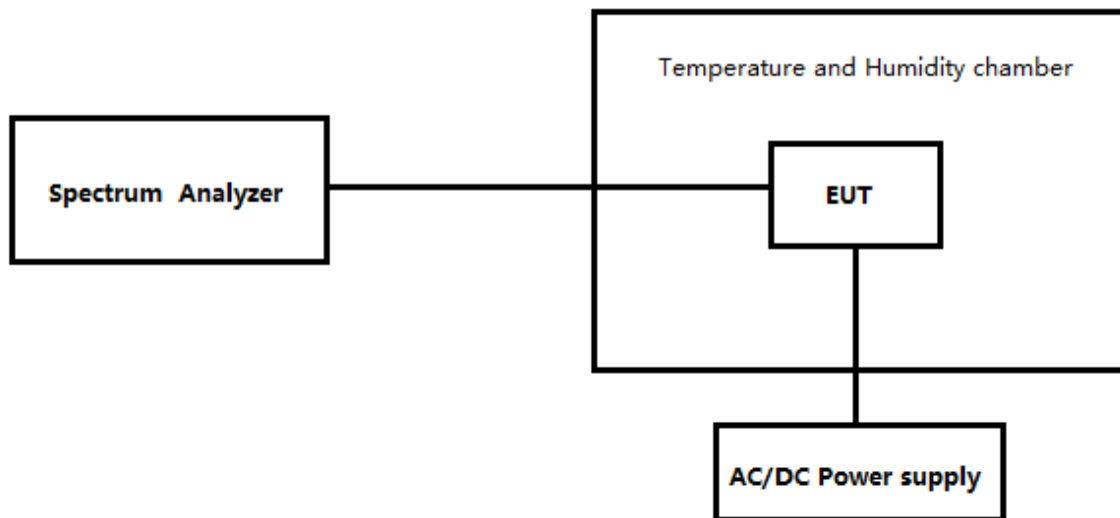 Temperature and Humidity chamber
Spectrum Analyzer
EUT
AC/DC Power supply